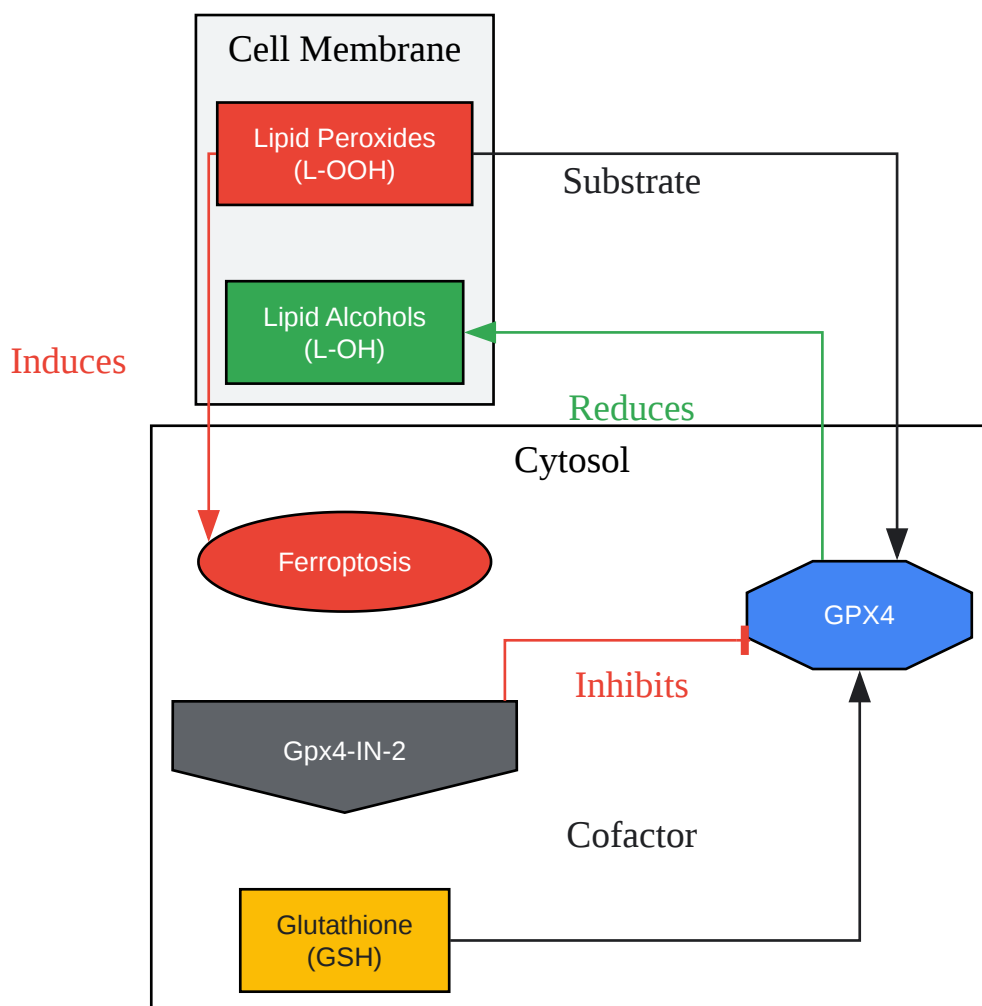 Cell Membrane
Lipid Peroxides
(L-OOH)
Substrate
Lipid Alcohols
(L-OH)
Induces
Reduces
Cytosol
Ferroptosis
GPX4
Inhibits
Gpx4-IN-2
Cofactor
Glutathione
(GSH)